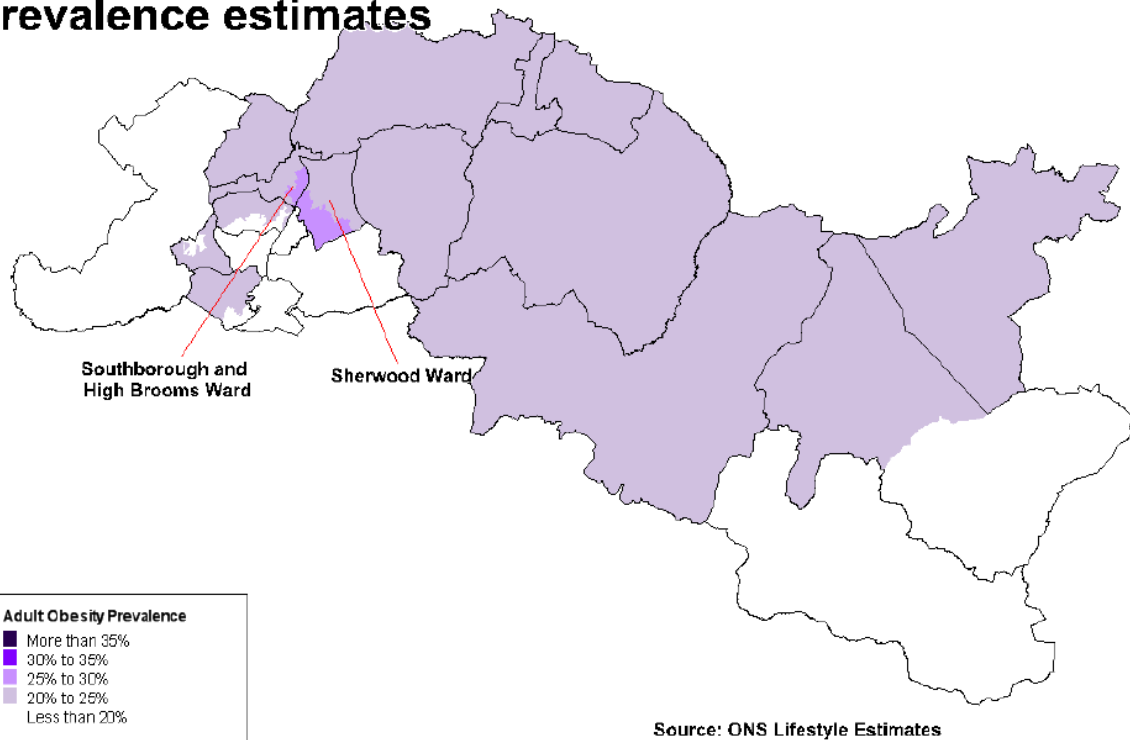 revalence estimates
Southborough and
High Brooms Ward
Sherwood Ward
Adult Obesity Prevalence
More than 35%
30% to 35%
25% to 30%
20% to 25%
Less than 20%
Source: ONS Lifestyle Estimates